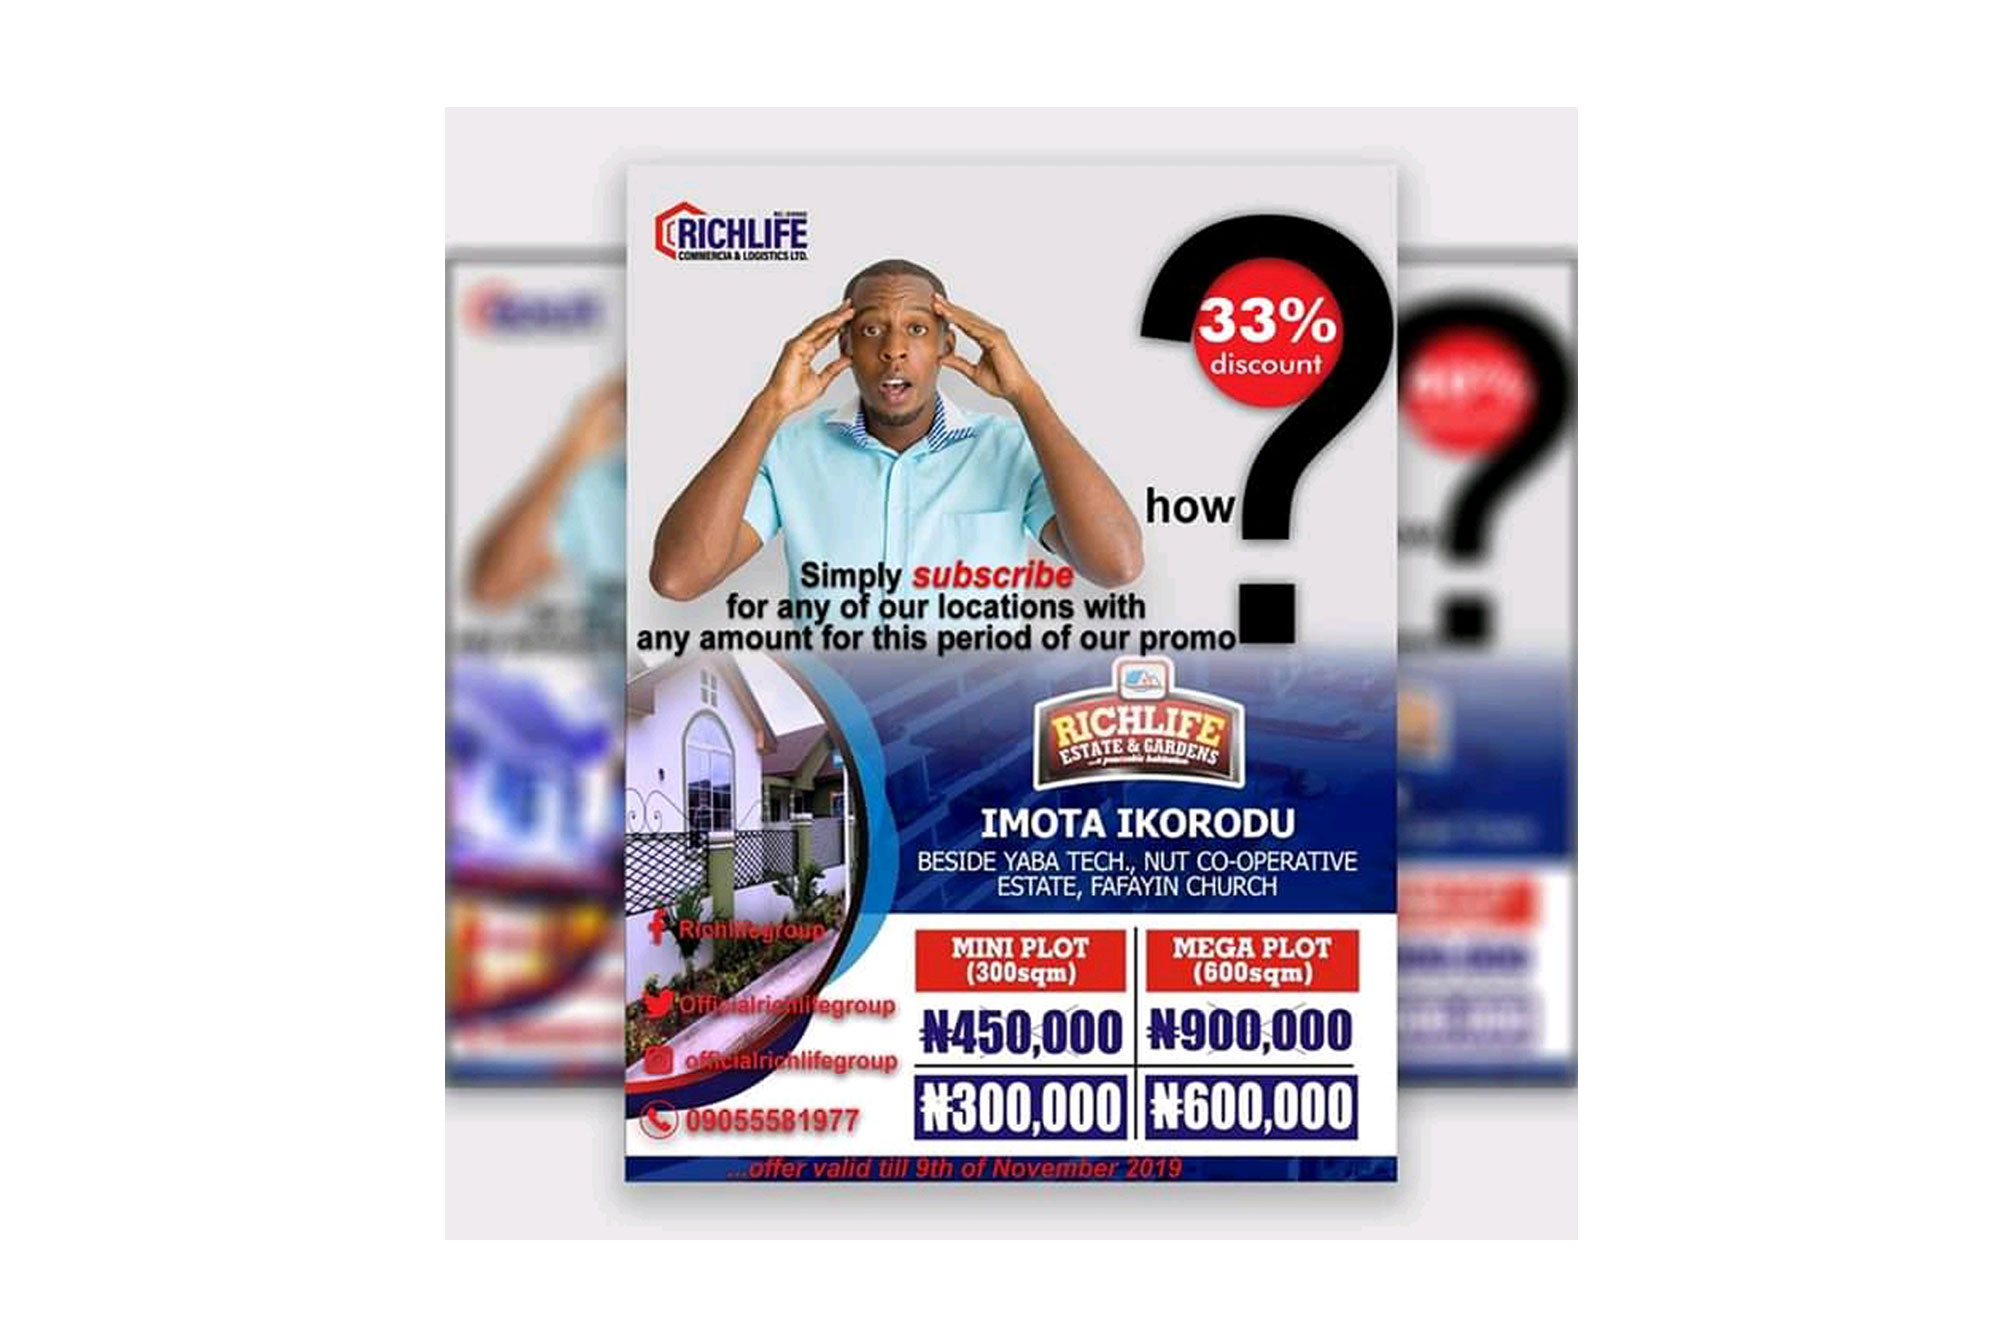 RICHLIFE
COMMERCIA & LOGISTICS LTD.
33%
discount
how
?
Simply subscribe
for any of our locations with
any amount for this period of our promo
RICHLIFE
ESTATE & GARDENS
...a peaceable habitation
IMOTA IKORODU
BESIDE YABA TECH., NUT CO-OPERATIVE
ESTATE, FAFAYIN CHURCH
Richlifegroup
Officialrichlifegroup
officialrichlifegroup
09055581977
MINI PLOT
(300sqm)
₦450,000
₦300,000
MEGA PLOT
(600sqm)
₦900,000
₦600,000
...offer valid till 9th of November 2019